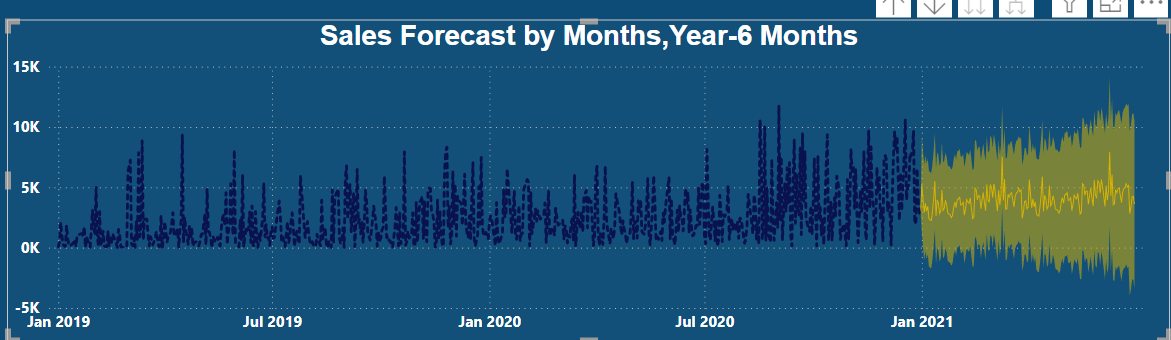 Sales Forecast by Months,Year-6 Months
15K
10K
5K
0K
-5K
Jan 2019 Jul 2019 Jan 2020 Jul 2020 Jan 2021